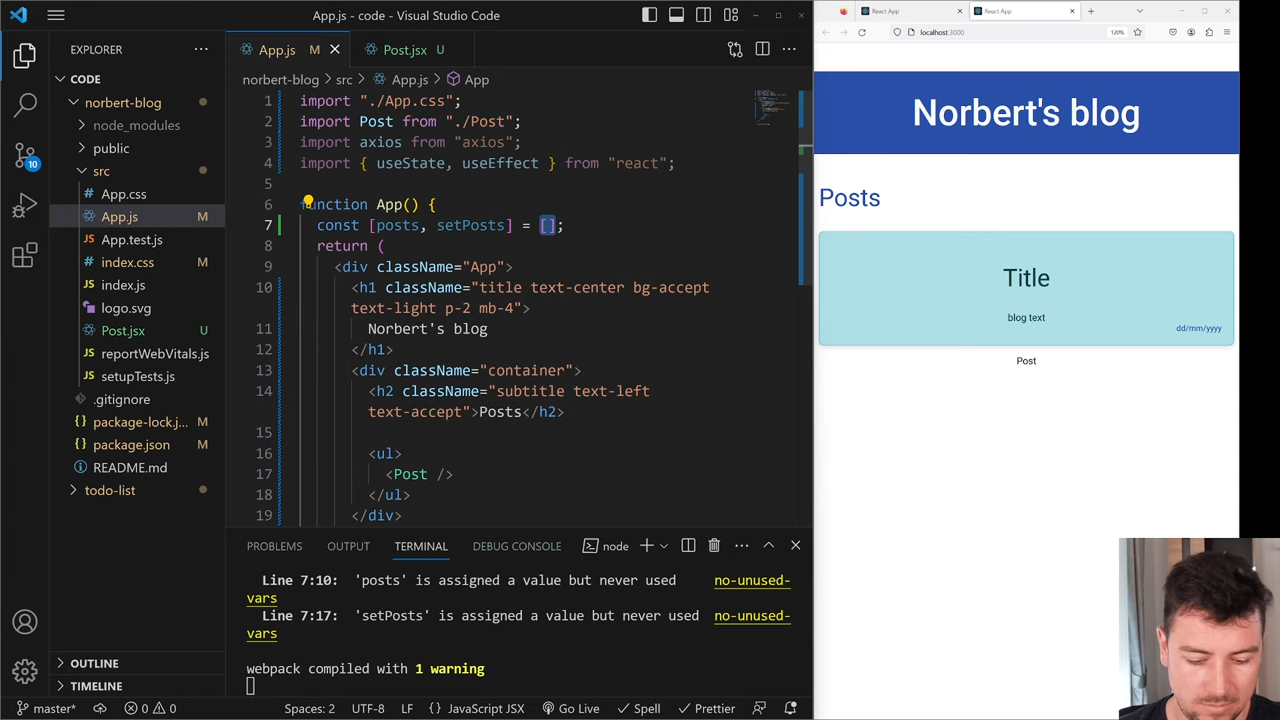 App.js - code - Visual Studio Code
EXPLORER
CODE
norbert-blog
node_modules
public
src
App.css
App.js M
App.test.js
index.css M
index.js
logo.svg
Post.jsx U
reportWebVitals.js
setupTests.js
.gitignore
package-lock.j... M
package.json M
README.md
todo-list
OUTLINE
TIMELINE
10
App.js M
Post.jsx U
norbert-blog > src > App.js > App
1 import "./App.css";
2 import Post from "./Post";
3 import axios from "axios";
4 import { useState, useEffect } from "react";
5
6 function App() {
7 const [posts, setPosts] = [];
8 return (
9 <div className="App">
10 <h1 className="title text-center bg-accept
text-light p-2 mb-4">
11 Norbert's blog
12 </h1>
13 <div className="container">
14 <h2 className="subtitle text-left
text-accept">Posts</h2>
15
16 <ul>
17 <Post />
18 </ul>
19 </div>
PROBLEMS OUTPUT TERMINAL DEBUG CONSOLE node
Line 7:10: 'posts' is assigned a value but never used no-unused-
vars
Line 7:17: 'setPosts' is assigned a value but never used no-unused-
vars
webpack compiled with 1 warning
master* 0 0 Spaces: 2 UTF-8 LF {} JavaScript JSX Go Live Spell Prettier
React App React App
localhost:3000 120%
Norbert's blog
Posts
Title
blog text
dd/mm/yyyy
Post